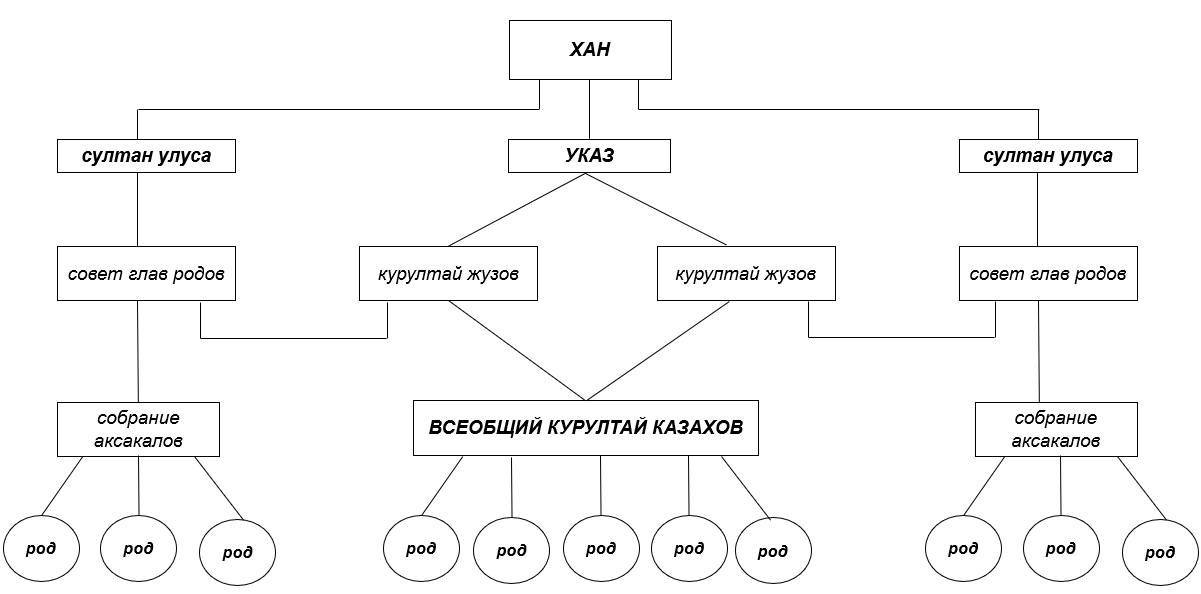 ХАН
султан улуса
УКАЗ
султан улуса
совет глав родов
курултай жузов
курултай жузов
совет глав родов
собрание
аксакалов
ВСЕОБЩИЙ КУРУЛТАЙ КАЗАХОВ
собрание
аксакалов
род
род
род
род
род
род
род
род
род
род
род